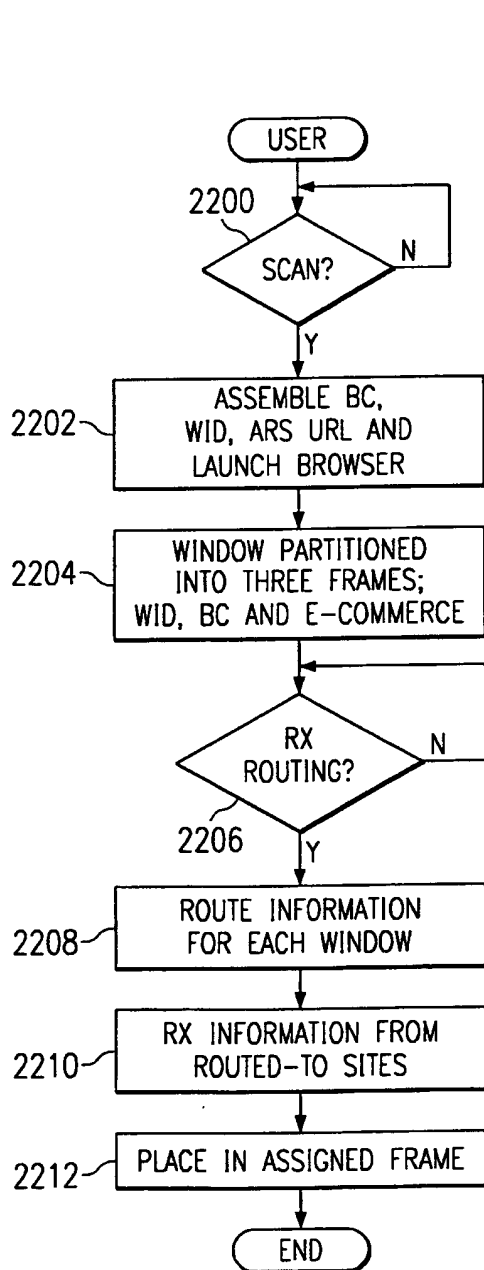 USER
2200
SCAN?
N
Y
2202
ASSEMBLE BC,
WID, ARS URL AND
LAUNCH BROWSER
2204
WINDOW PARTITIONED
INTO THREE FRAMES;
WID, BC AND E-COMMERCE
RX
ROUTING?
N
2206
Y
2208
ROUTE INFORMATION
FOR EACH WINDOW
2210
RX INFORMATION FROM
ROUTED-TO SITES
2212
PLACE IN ASSIGNED FRAME
END